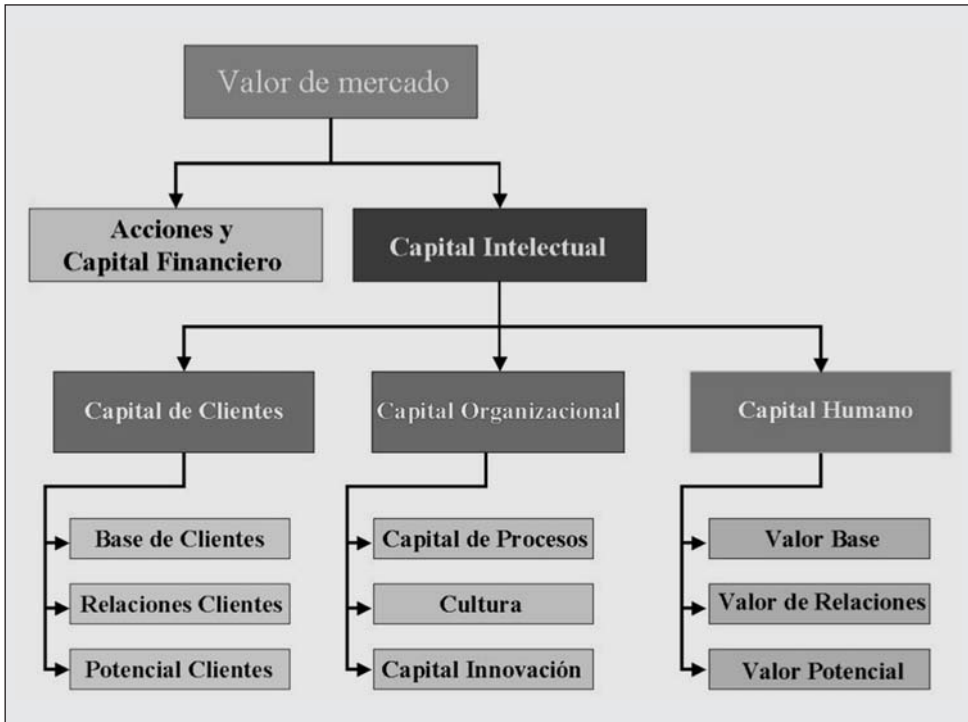 Valor de mercado
Acciones y
Capital Financiero
Capital Intelectual
Capital de Clientes
Capital Organizacional
Capital Humano
Base de Clientes
Capital de Procesos
Valor Base
Relaciones Clientes
Cultura
Valor de Relaciones
Potencial Clientes
Capital Innovación
Valor Potencial